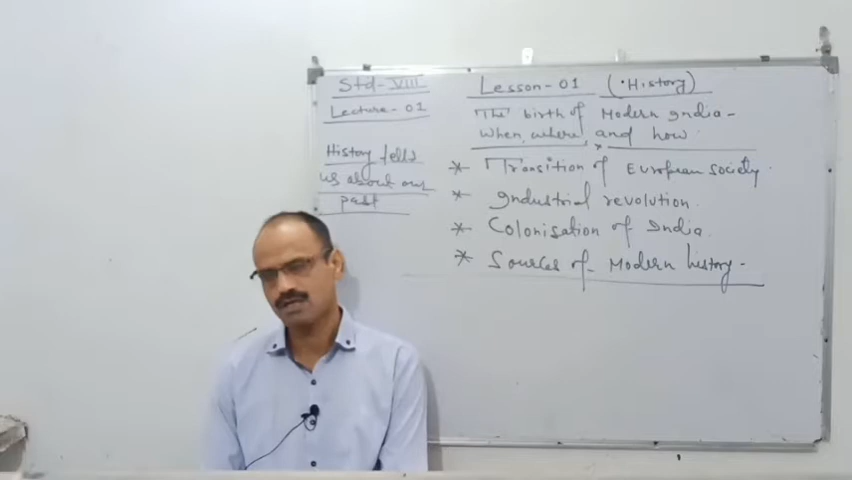 Std - VIII
Lecture - 01
History tells
us about our
past
Lesson - 01 (• History)
The birth of Modern India -
when, where, and how
* Transition of European society.
* Industrial revolution.
* Colonisation of India.
* Sources of Modern history.